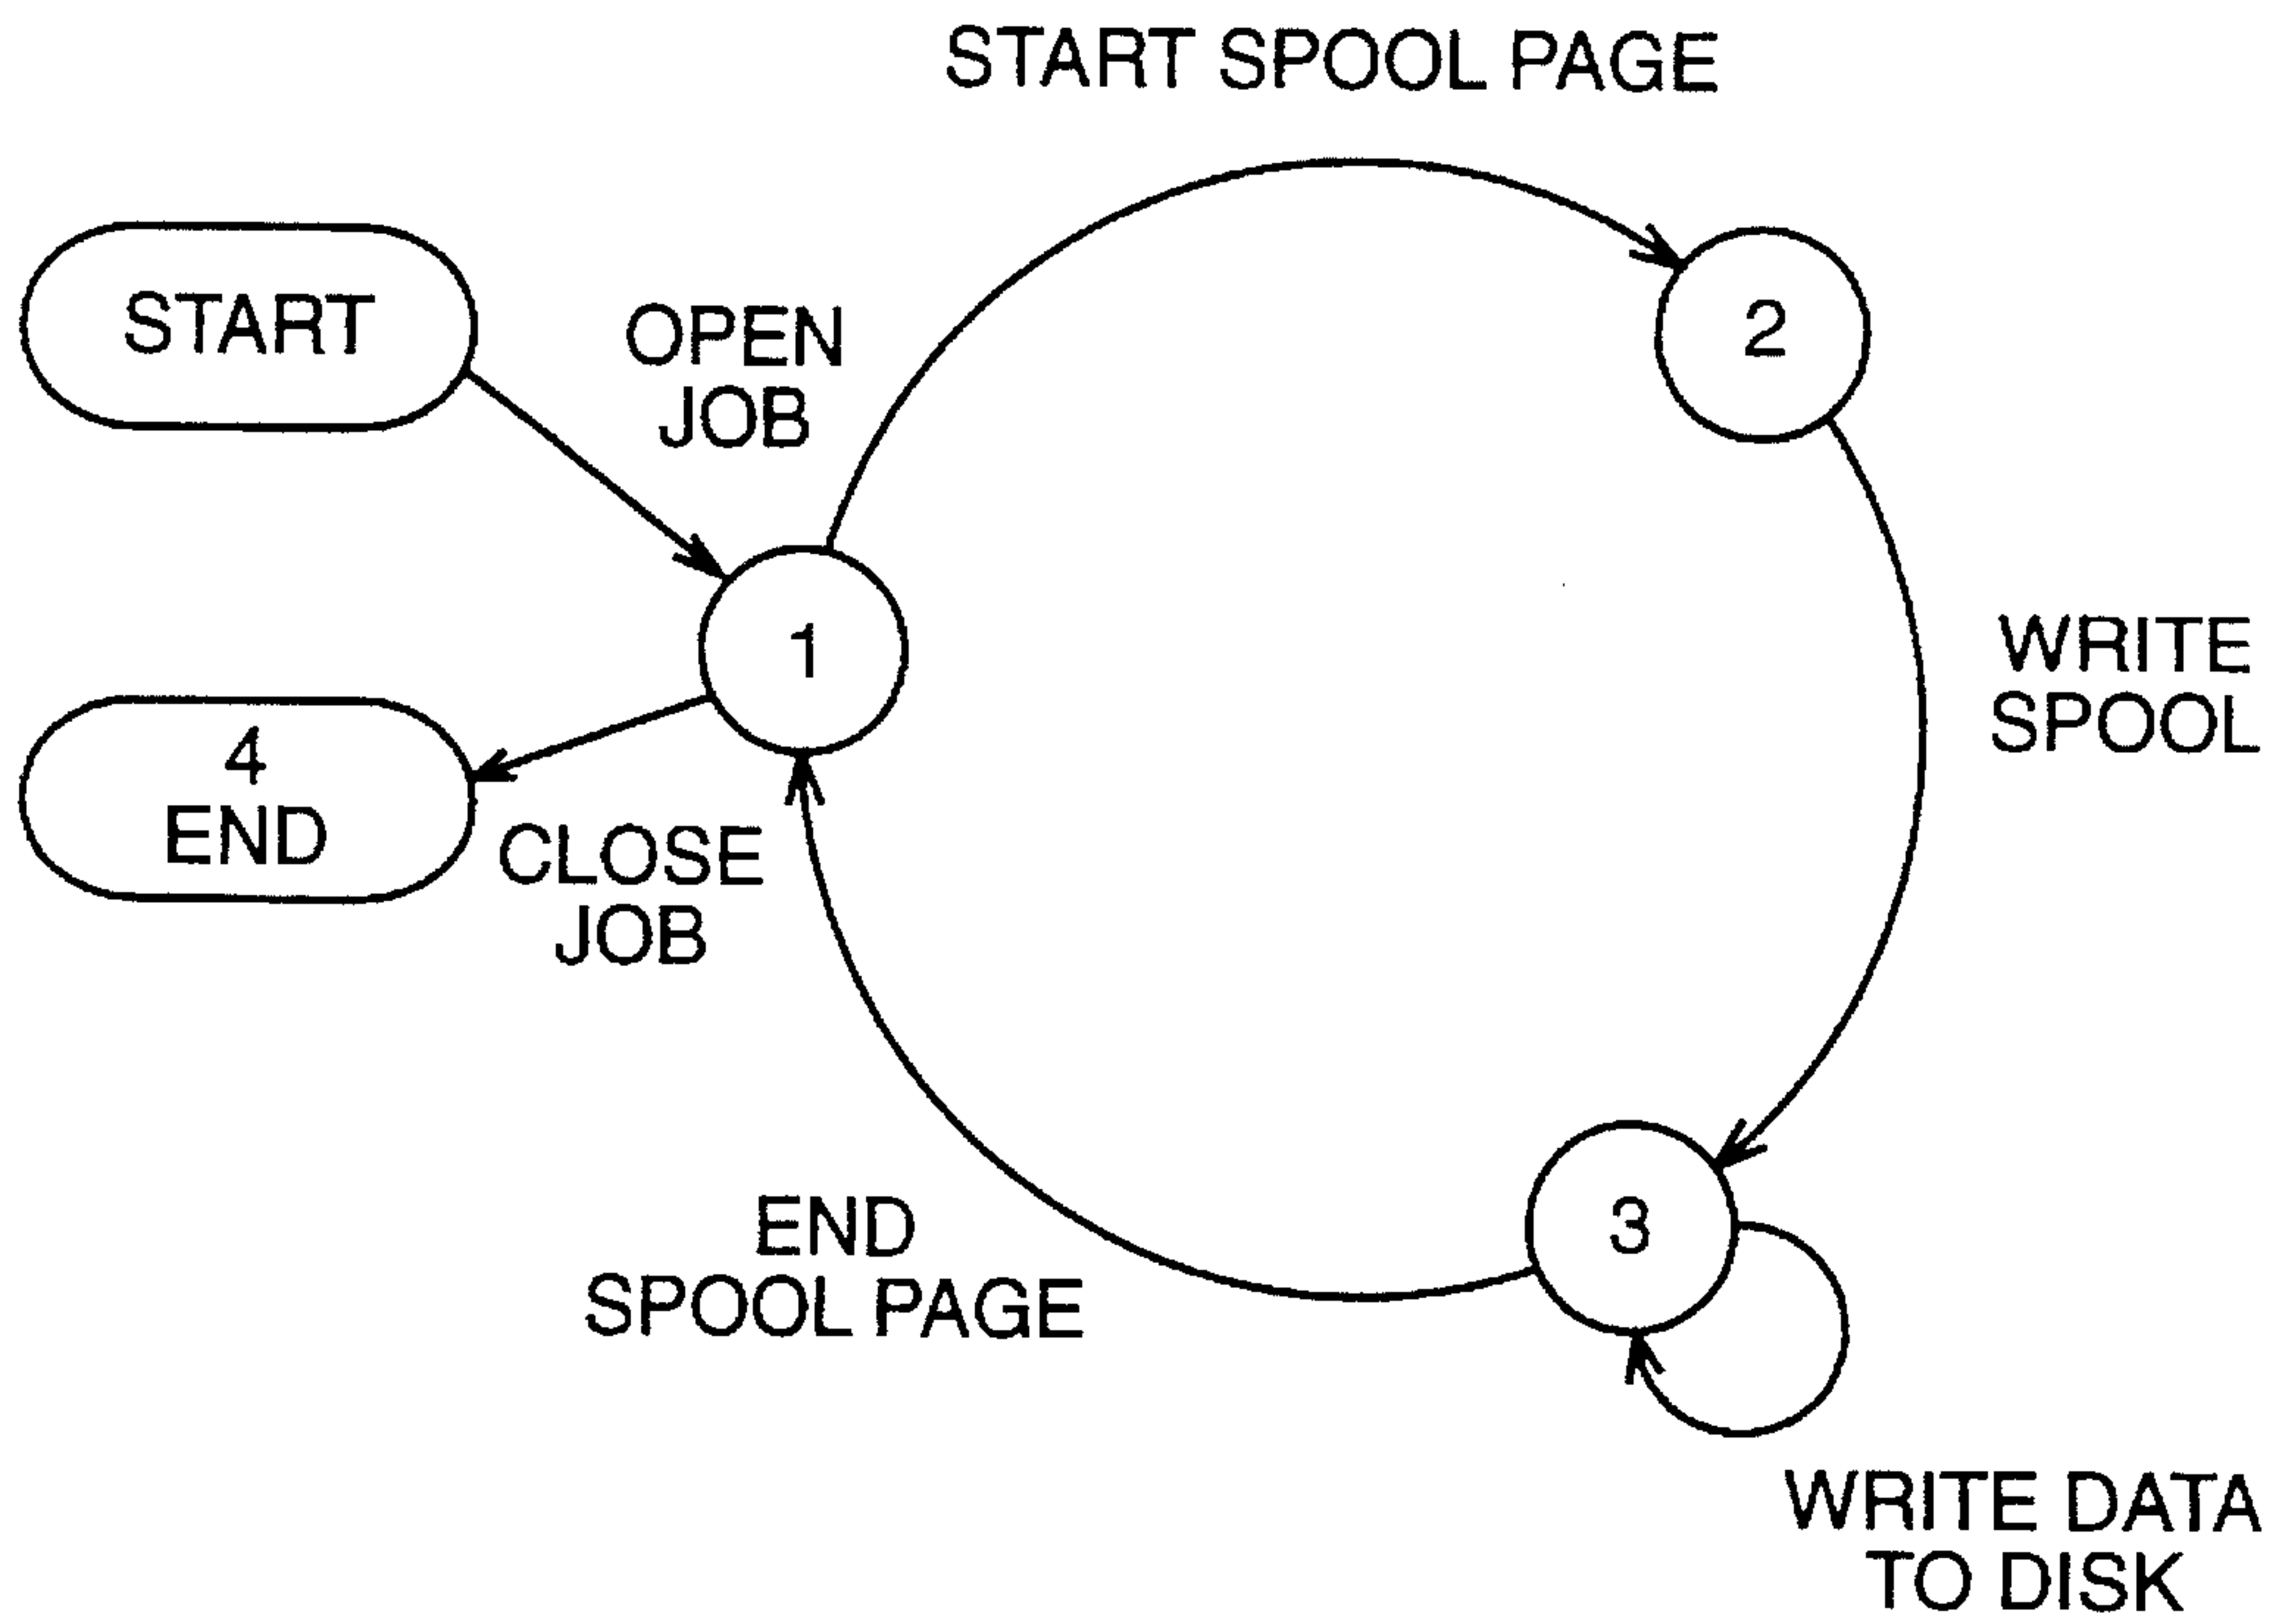 START SPOOL PAGE
START
OPEN
JOB
2
1
WRITE
SPOOL
4
END
CLOSE
JOB
END
SPOOL PAGE
3
WRITE DATA
TO DISK